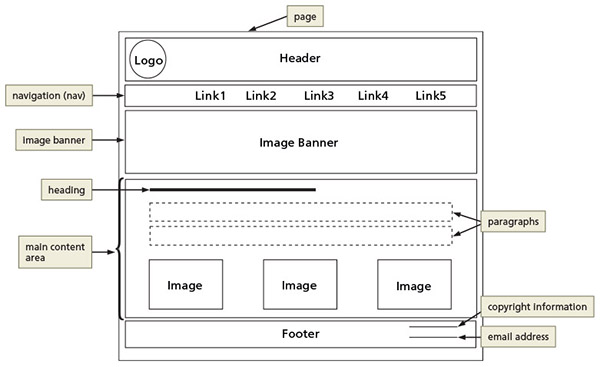 page
Logo
Header
navigation (nav)
Link1 Link2 Link3 Link4 Link5
Image banner
Image Banner
heading
paragraphs
main content
area
Image Image Image
copyright information
Footer
email address